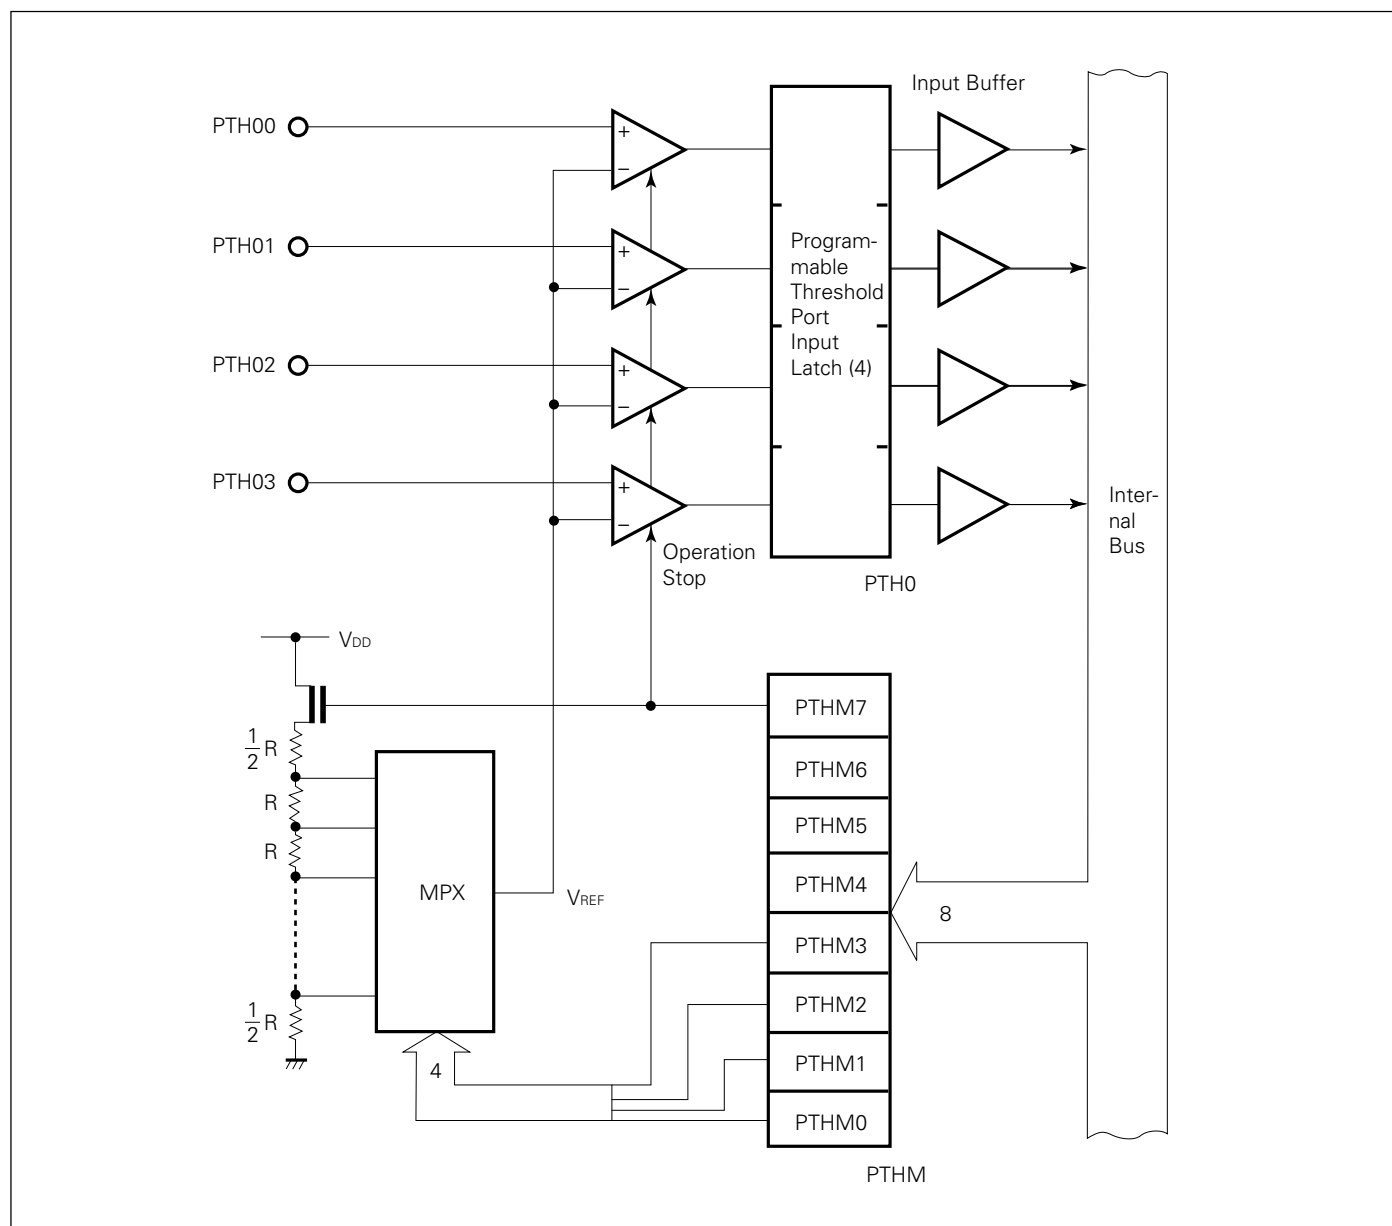 Input Buffer
PTH00
+
−
PTH01
+
−
Program-
mable
Threshold
Port
Input
Latch (4)
PTH02
+
−
PTH03
+
−
Inter-
nal
Bus
Operation
Stop
PTH0
VDD
PTHM7
1/2 R
PTHM6
R
PTHM5
R
MPX
VREF
PTHM4
8
PTHM3
1/2 R
PTHM2
4
PTHM1
PTHM0
PTHM